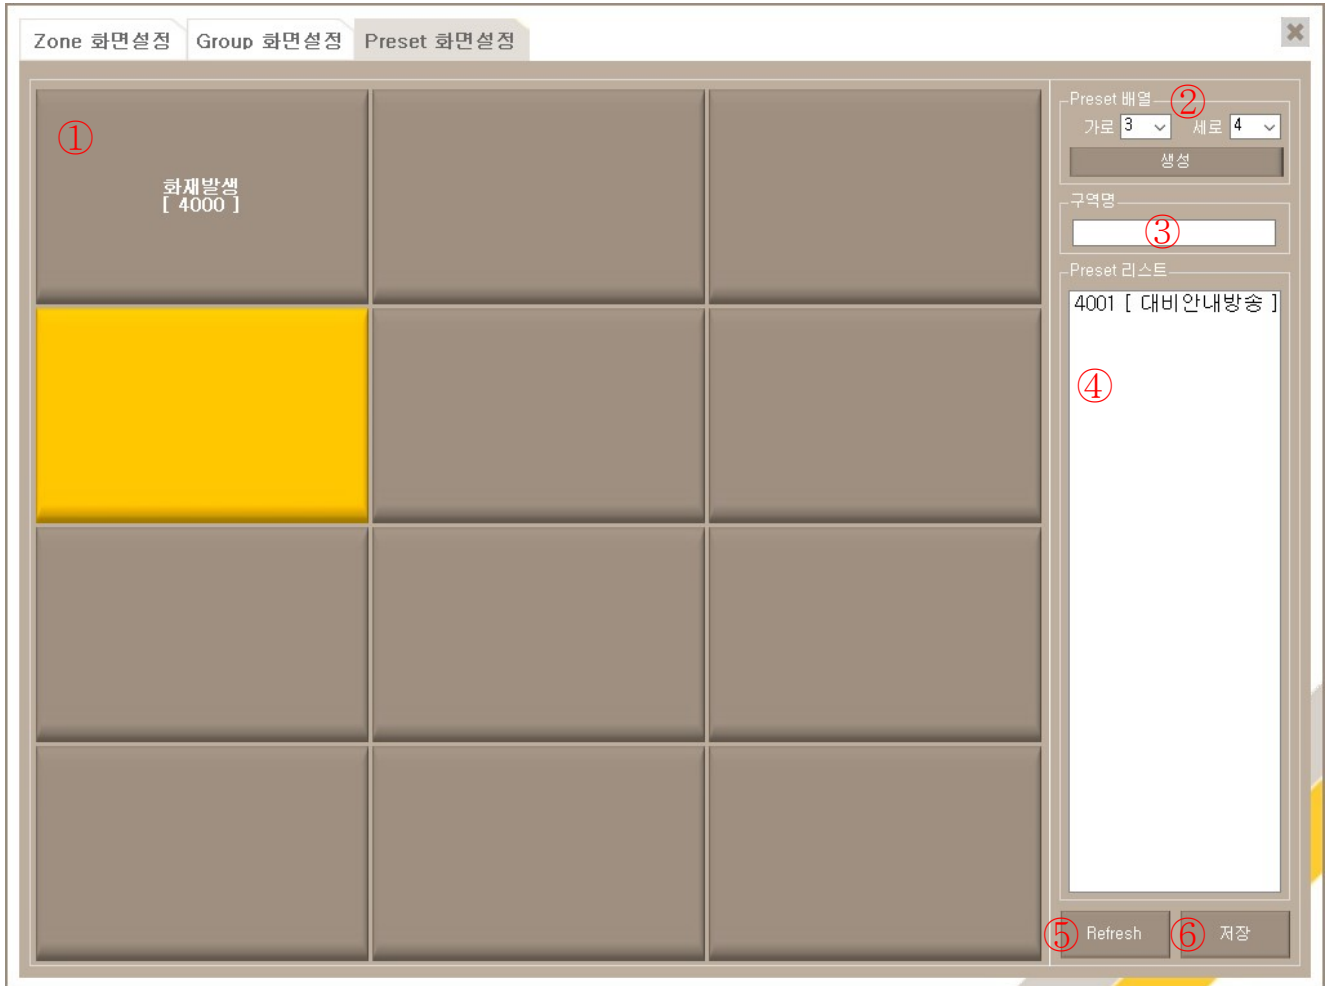 Zone 화면설정 Group 화면설정 Preset 화면설정
①
화재발생
[ 4000 ]
Preset 배열 ②
가로 3 세로 4
생성
구역명
③
Preset 리스트
4001 [ 대비안내방송 ]
④
⑤ Refresh ⑥ 저장